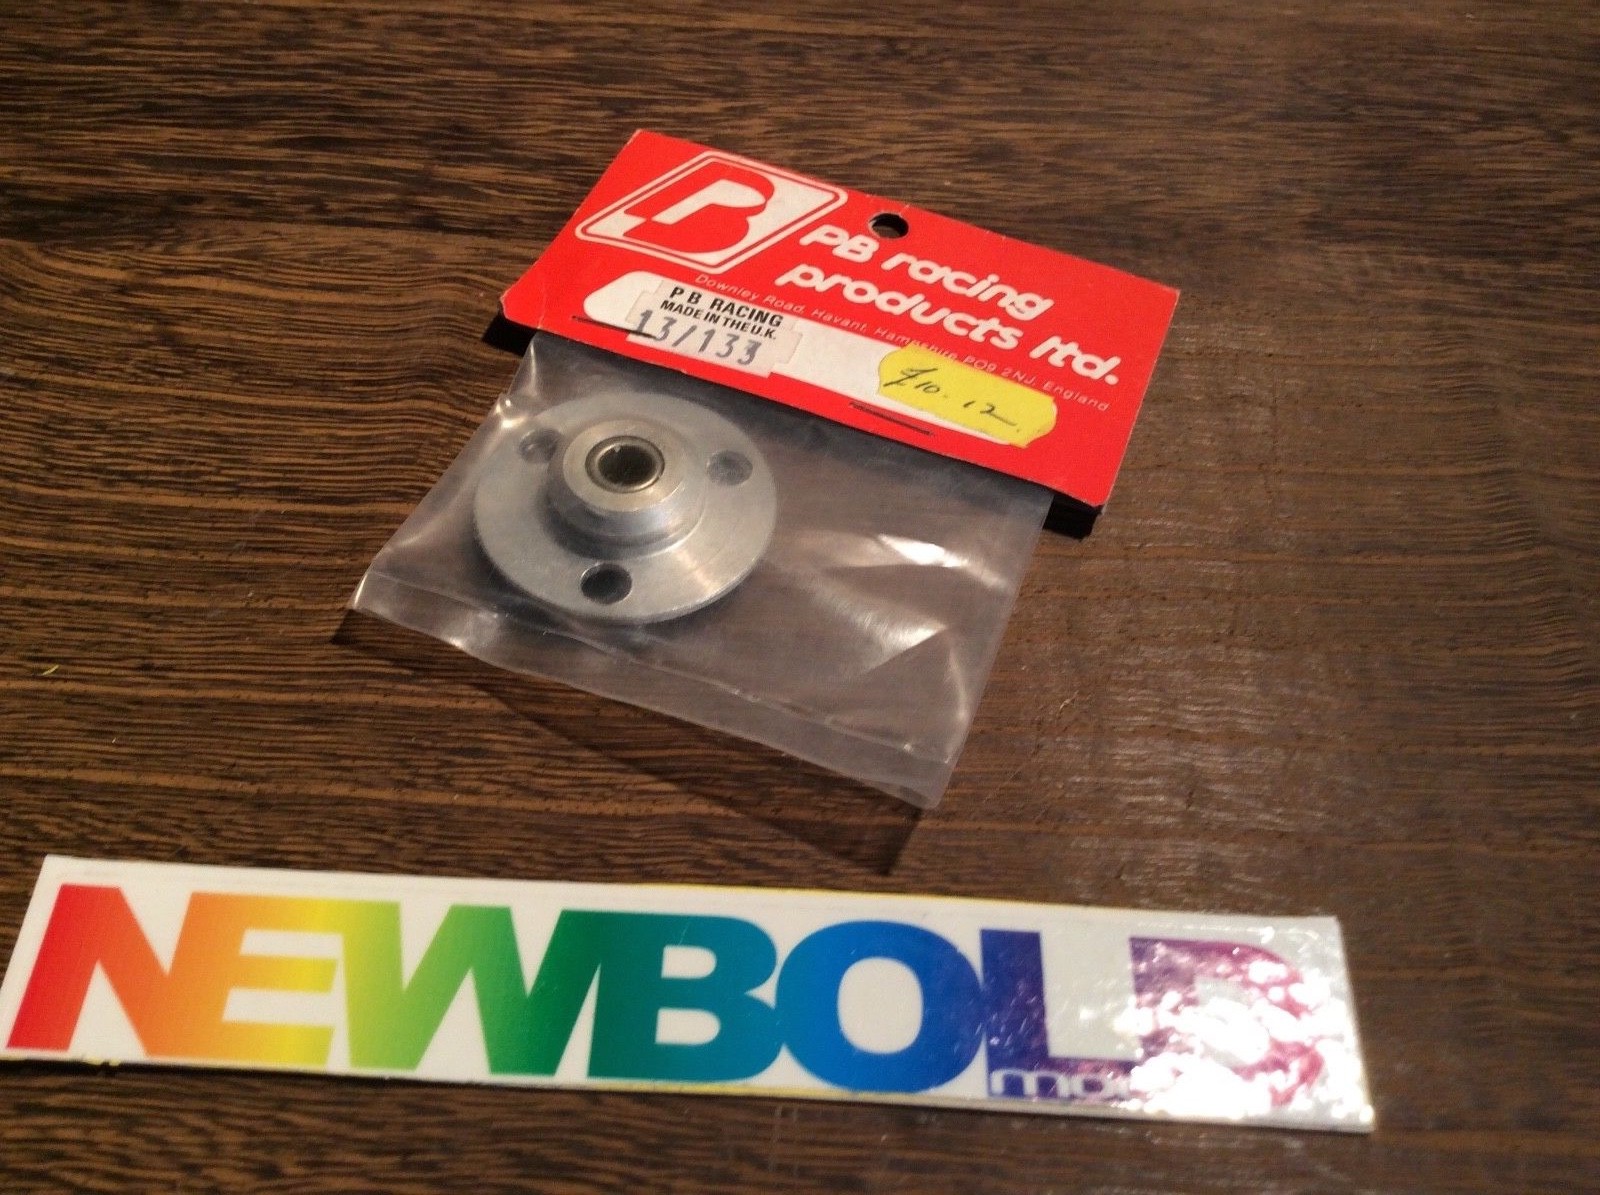 PB
PB racing
products ltd.
Downley Road, Havant, Hampshire PO9 2NJ, England
P B RACING
MADE IN THE U.K.
13/133
£10.12
NEWBOLD